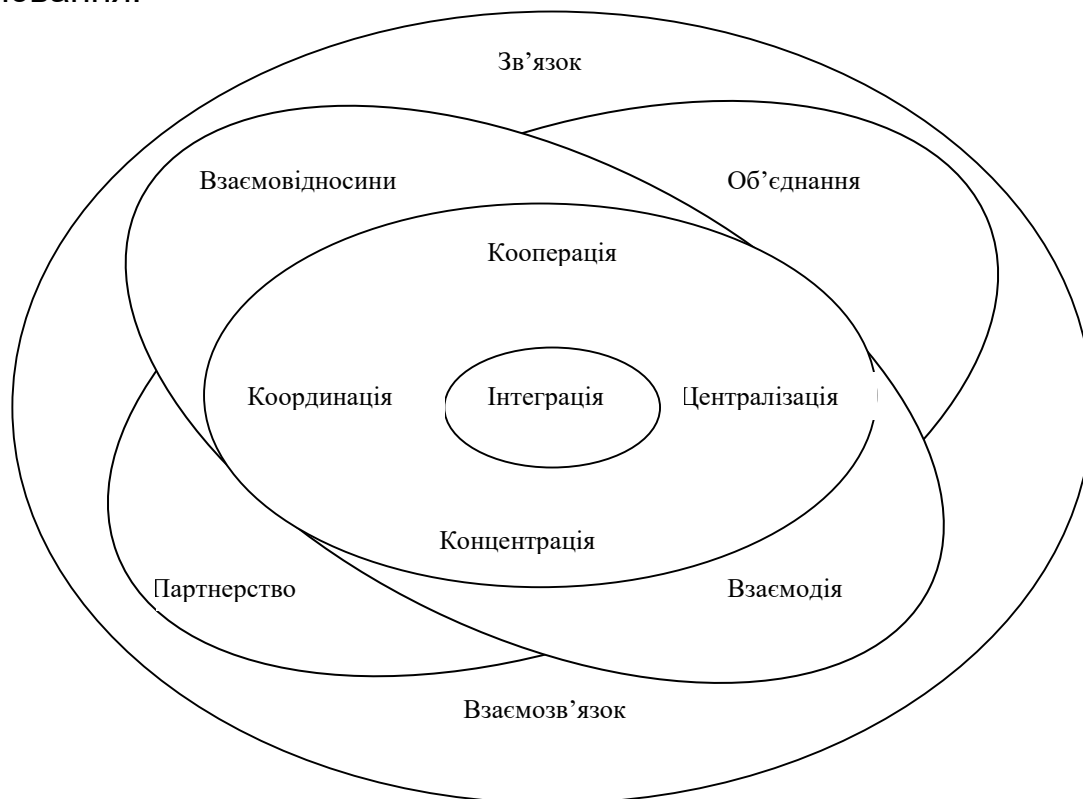 Зв’язок
Взаємовідносини Об’єднання
Кооперація
Координація Інтеграція Централізація
Концентрація
Партнерство Взаємодія
Взаємозв’язок